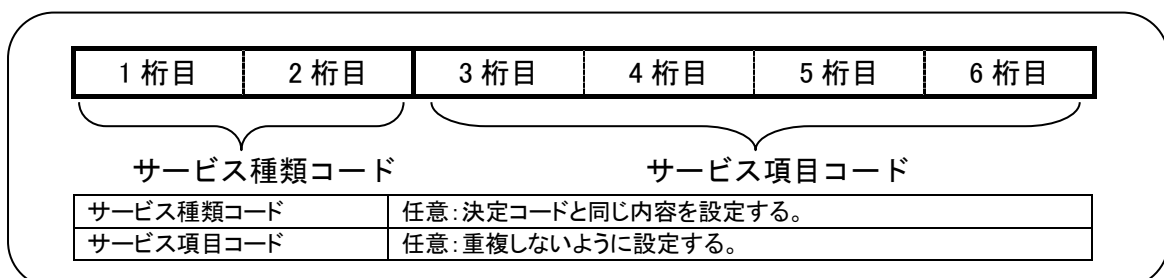 1桁目 2桁目 3桁目 4桁目 5桁目 6桁目
サービス種類コード サービス項目コード
サービス種類コード 任意:決定コードと同じ内容を設定する。
サービス項目コード 任意:重複しないように設定する。